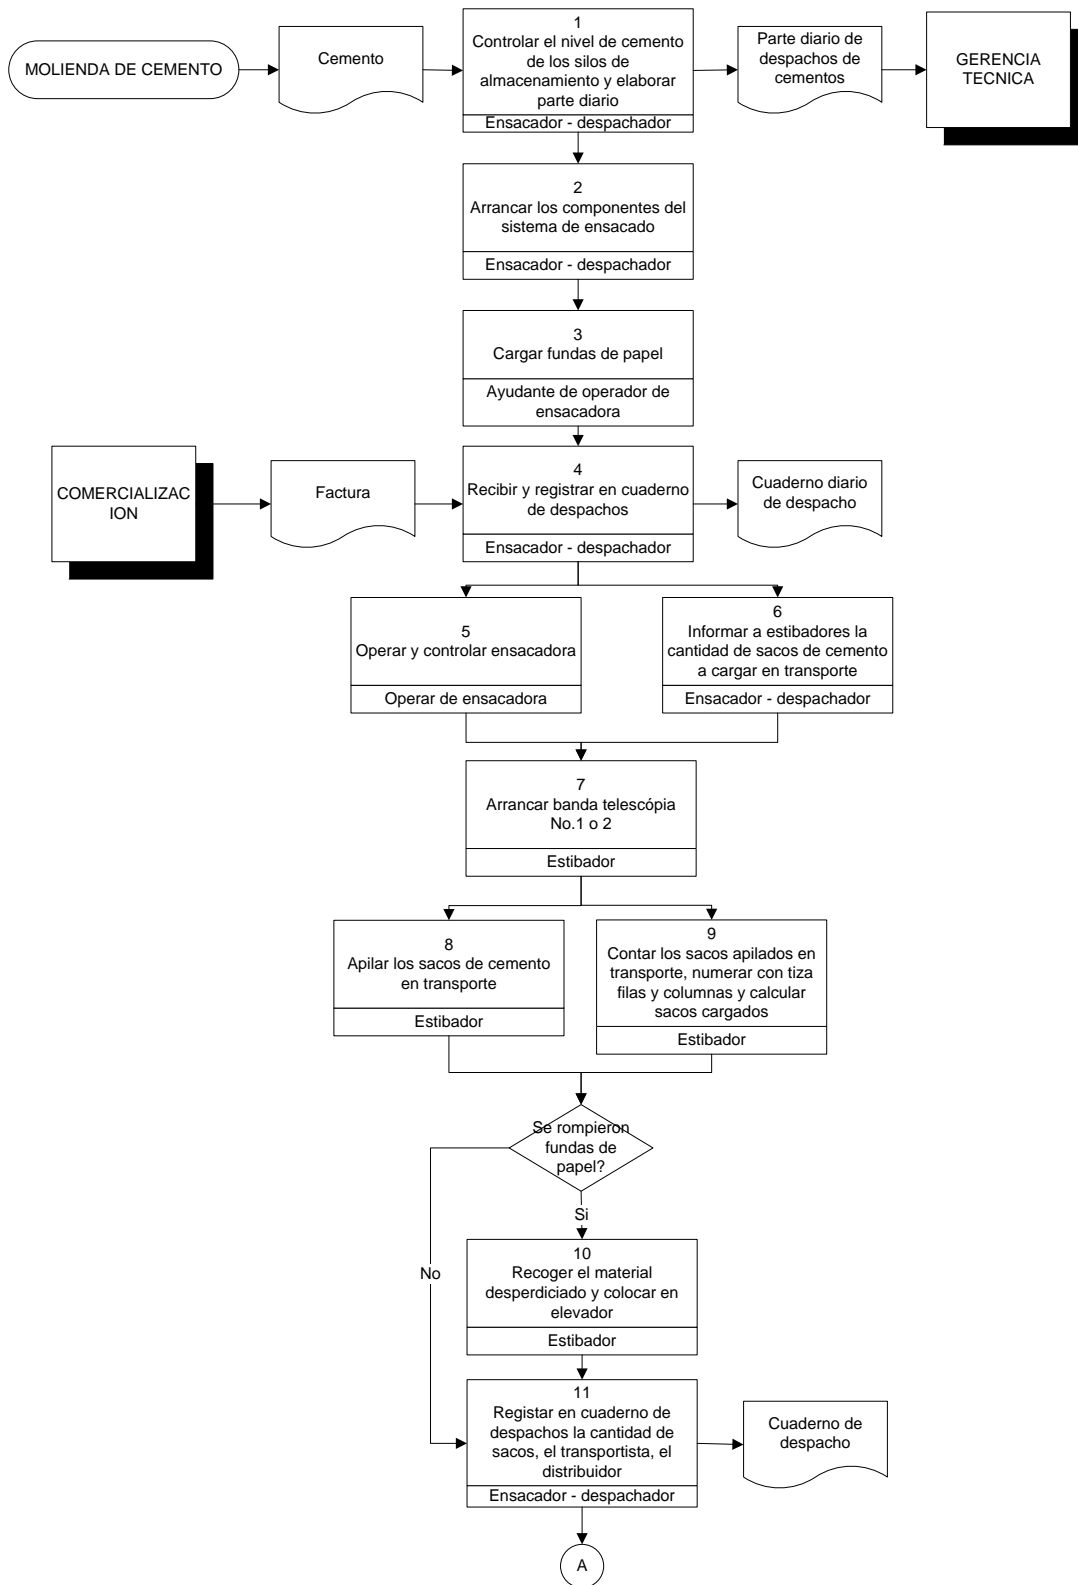 MOLIENDA DE CEMENTO
Cemento
1
Controlar el nivel de cemento
de los silos de
almacenamiento y elaborar
parte diario
Ensacador - despachador
Parte diario de
despachos de
cementos
GERENCIA
TECNICA
2
Arrancar los componentes del
sistema de ensacado
Ensacador - despachador
3
Cargar fundas de papel
Ayudante de operador de
ensacadora
COMERCIALIZAC
ION
Factura
4
Recibir y registrar en cuaderno
de despachos
Ensacador - despachador
Cuaderno diario
de despacho
5
Operar y controlar ensacadora
Operar de ensacadora
6
Informar a estibadores la
cantidad de sacos de cemento
a cargar en transporte
Ensacador - despachador
7
Arrancar banda telescópia
No.1 o 2
Estibador
8
Apilar los sacos de cemento
en transporte
Estibador
9
Contar los sacos apilados en
transporte, numerar con tiza
filas y columnas y calcular
sacos cargados
Estibador
Se rompieron
fundas de
papel?
Si
No
10
Recoger el material
desperdiciado y colocar en
elevador
Estibador
11
Registar en cuaderno de
despachos la cantidad de
sacos, el transportista, el
distribuidor
Ensacador - despachador
Cuaderno de
despacho
A